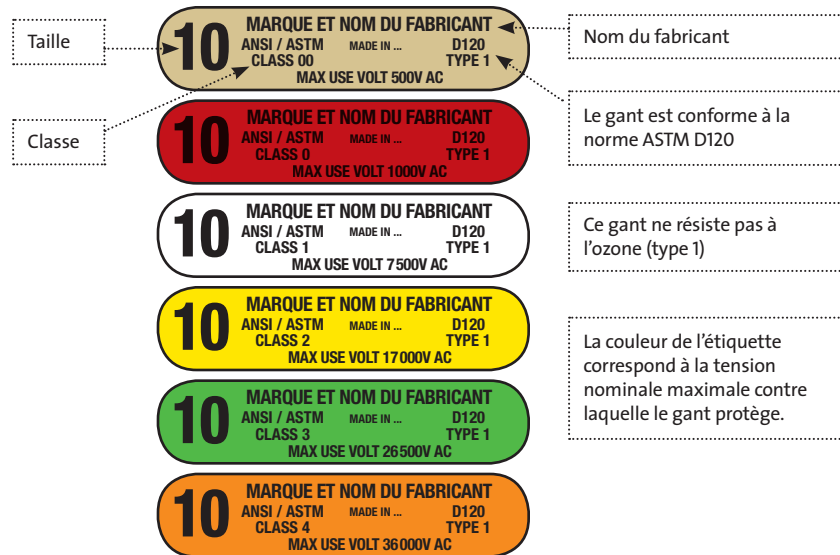 Taille
Classe
10
MARQUE ET NOM DU FABRICANT
ANSI / ASTM MADE IN ... D120
CLASS 00 TYPE 1
MAX USE VOLT 500V AC
10
MARQUE ET NOM DU FABRICANT
ANSI / ASTM MADE IN ... D120
CLASS 0 TYPE 1
MAX USE VOLT 1000V AC
10
MARQUE ET NOM DU FABRICANT
ANSI / ASTM MADE IN ... D120
CLASS 1 TYPE 1
MAX USE VOLT 7500V AC
10
MARQUE ET NOM DU FABRICANT
ANSI / ASTM MADE IN ... D120
CLASS 2 TYPE 1
MAX USE VOLT 17000V AC
10
MARQUE ET NOM DU FABRICANT
ANSI / ASTM MADE IN ... D120
CLASS 3 TYPE 1
MAX USE VOLT 26500V AC
10
MARQUE ET NOM DU FABRICANT
ANSI / ASTM MADE IN ... D120
CLASS 4 TYPE 1
MAX USE VOLT 36000V AC
Nom du fabricant
Le gant est conforme à la
norme ASTM D120
Ce gant ne résiste pas à
l'ozone (type 1)
La couleur de l'étiquette
correspond à la tension
nominale maximale contre
laquelle le gant protège.